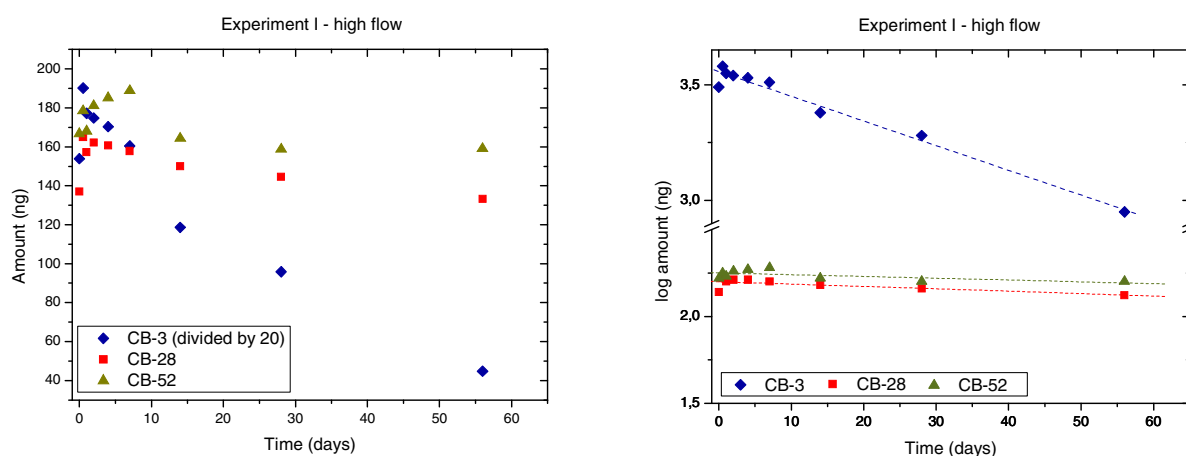 Experiment I - high flow
200
180
160
140
120
100
80
60
40
Amount (ng)
CB-3 (divided by 20)
CB-28
CB-52
0 10 20 30 40 50 60
Time (days)
Experiment I - high flow
3,5
3,0
2,0
1,5
log amount (ng)
CB-3 CB-28 CB-52
0 10 20 30 40 50 60
Time (days)